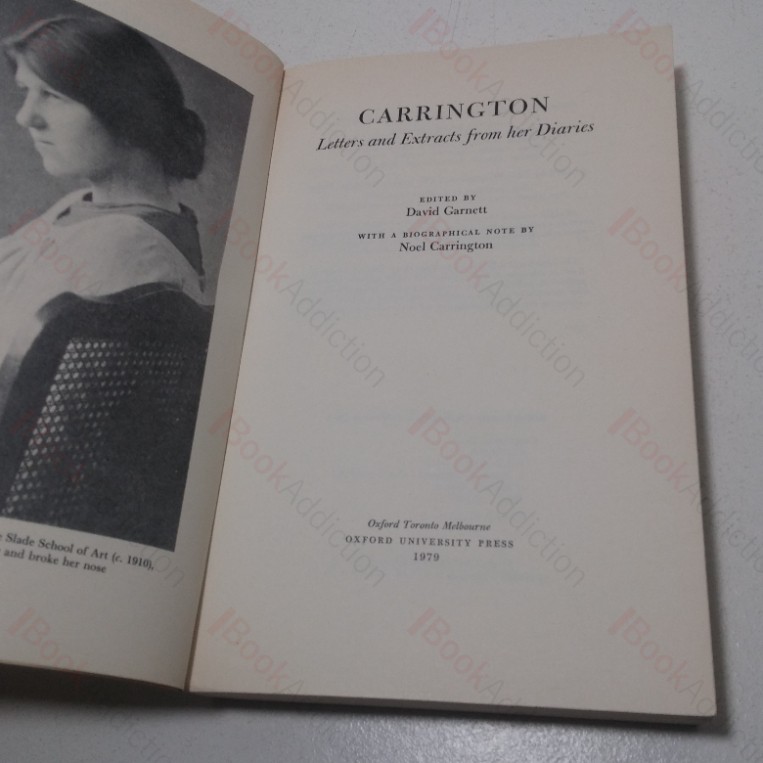 e Slade School of Art (c. 1910),
and broke her nose
CARRINGTON
Letters and Extracts from her Diaries
EDITED BY
David Garnett
WITH A BIOGRAPHICAL NOTE BY
Noel Carrington
Oxford Toronto Melbourne
OXFORD UNIVERSITY PRESS
1979
BookAddiction